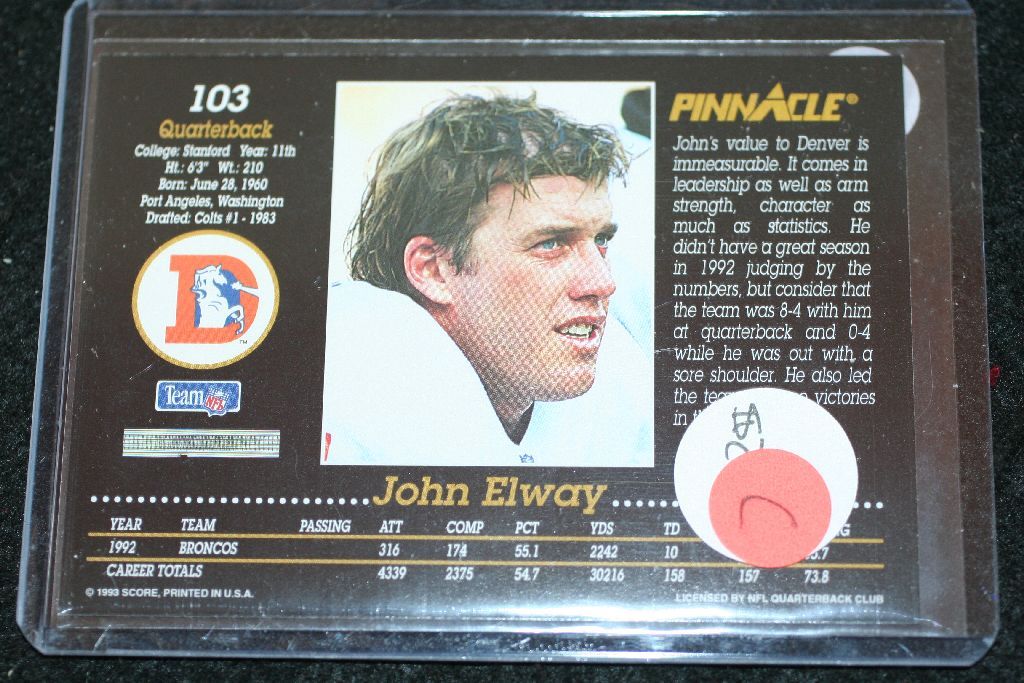 103
Quarterback
College: Stanford Year: 11th
Ht.: 6'3" Wt.: 210
Born: June 28, 1960
Port Angeles, Washington
Drafted: Colts #1 - 1983
D
TM
Team NFL
PINNACLE®
John's value to Denver is
immeasurable. It comes in
leadership as well as arm
strength, character as
much as statistics. He
didn't have a great season
in 1992 judging by the
numbers, but consider that
the team was 8-4 with him
at quarterback and 0-4
while he was out with a
sore shoulder. He also led
the victories
in
John Elway
YEAR TEAM PASSING ATT COMP PCT YDS TD
1992 BRONCOS 316 174 55.1 2242 10
CAREER TOTALS 4339 2375 54.7 30216 158 157 73.8
© 1993 SCORE, PRINTED IN U.S.A.
LICENSED BY NFL QUARTERBACK CLUB